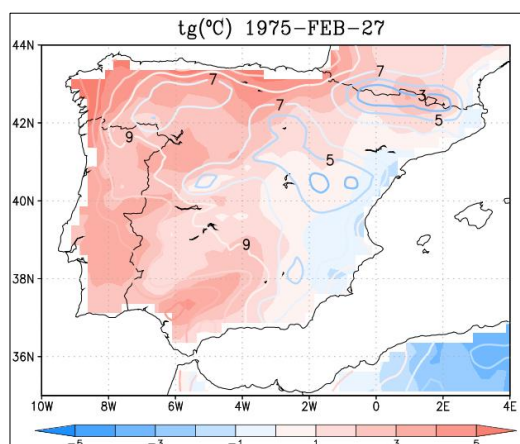 tg(ºC) 1975-FEB-27
44N
7
7
3
42N
7
5
9
5
40N
9
38N
36N
10W 8W 6W 4W 2W 0 2E 4E
-5 -3 -1 1 3 5